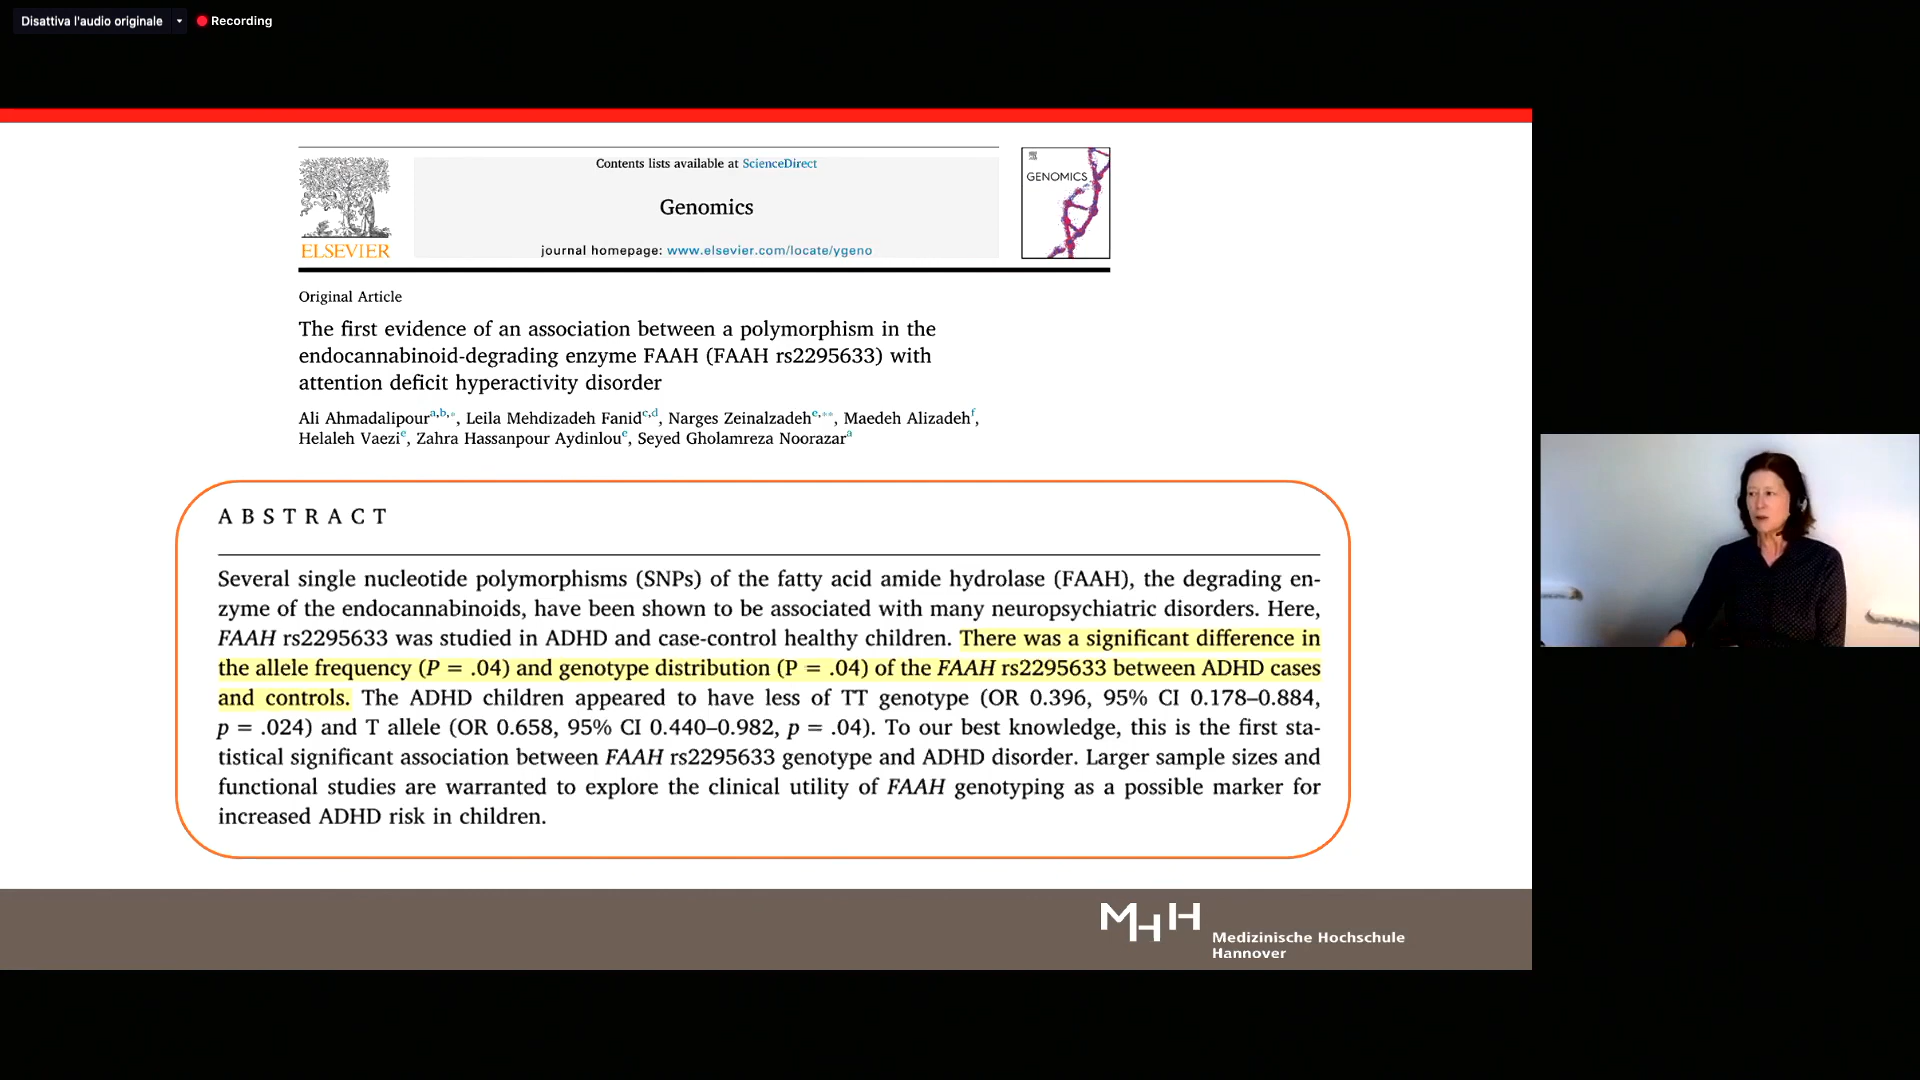 Disattiva l'audio originale
Recording
Contents lists available at ScienceDirect
Genomics
journal homepage: www.elsevier.com/locate/ygeno
ELSEVIER
GENOMICS
Original Article
The first evidence of an association between a polymorphism in the
endocannabinoid-degrading enzyme FAAH (FAAH rs2295633) with
attention deficit hyperactivity disorder
Ali Ahmadalipour^a,b,*, Leila Mehdizadeh Fanid^c,d, Narges Zeinalzadeh^e,**, Maedeh Alizadeh^f,
Helaleh Vaezi^e, Zahra Hassanpour Aydinlou^e, Seyed Gholamreza Noorazar^a
ABSTRACT
Several single nucleotide polymorphisms (SNPs) of the fatty acid amide hydrolase (FAAH), the degrading en-
zyme of the endocannabinoids, have been shown to be associated with many neuropsychiatric disorders. Here,
FAAH rs2295633 was studied in ADHD and case-control healthy children. There was a significant difference in
the allele frequency (P = .04) and genotype distribution (P = .04) of the FAAH rs2295633 between ADHD cases
and controls. The ADHD children appeared to have less of TT genotype (OR 0.396, 95% CI 0.178–0.884,
p = .024) and T allele (OR 0.658, 95% CI 0.440–0.982, p = .04). To our best knowledge, this is the first sta-
tistical significant association between FAAH rs2295633 genotype and ADHD disorder. Larger sample sizes and
functional studies are warranted to explore the clinical utility of FAAH genotyping as a possible marker for
increased ADHD risk in children.
MHH
Medizinische Hochschule
Hannover